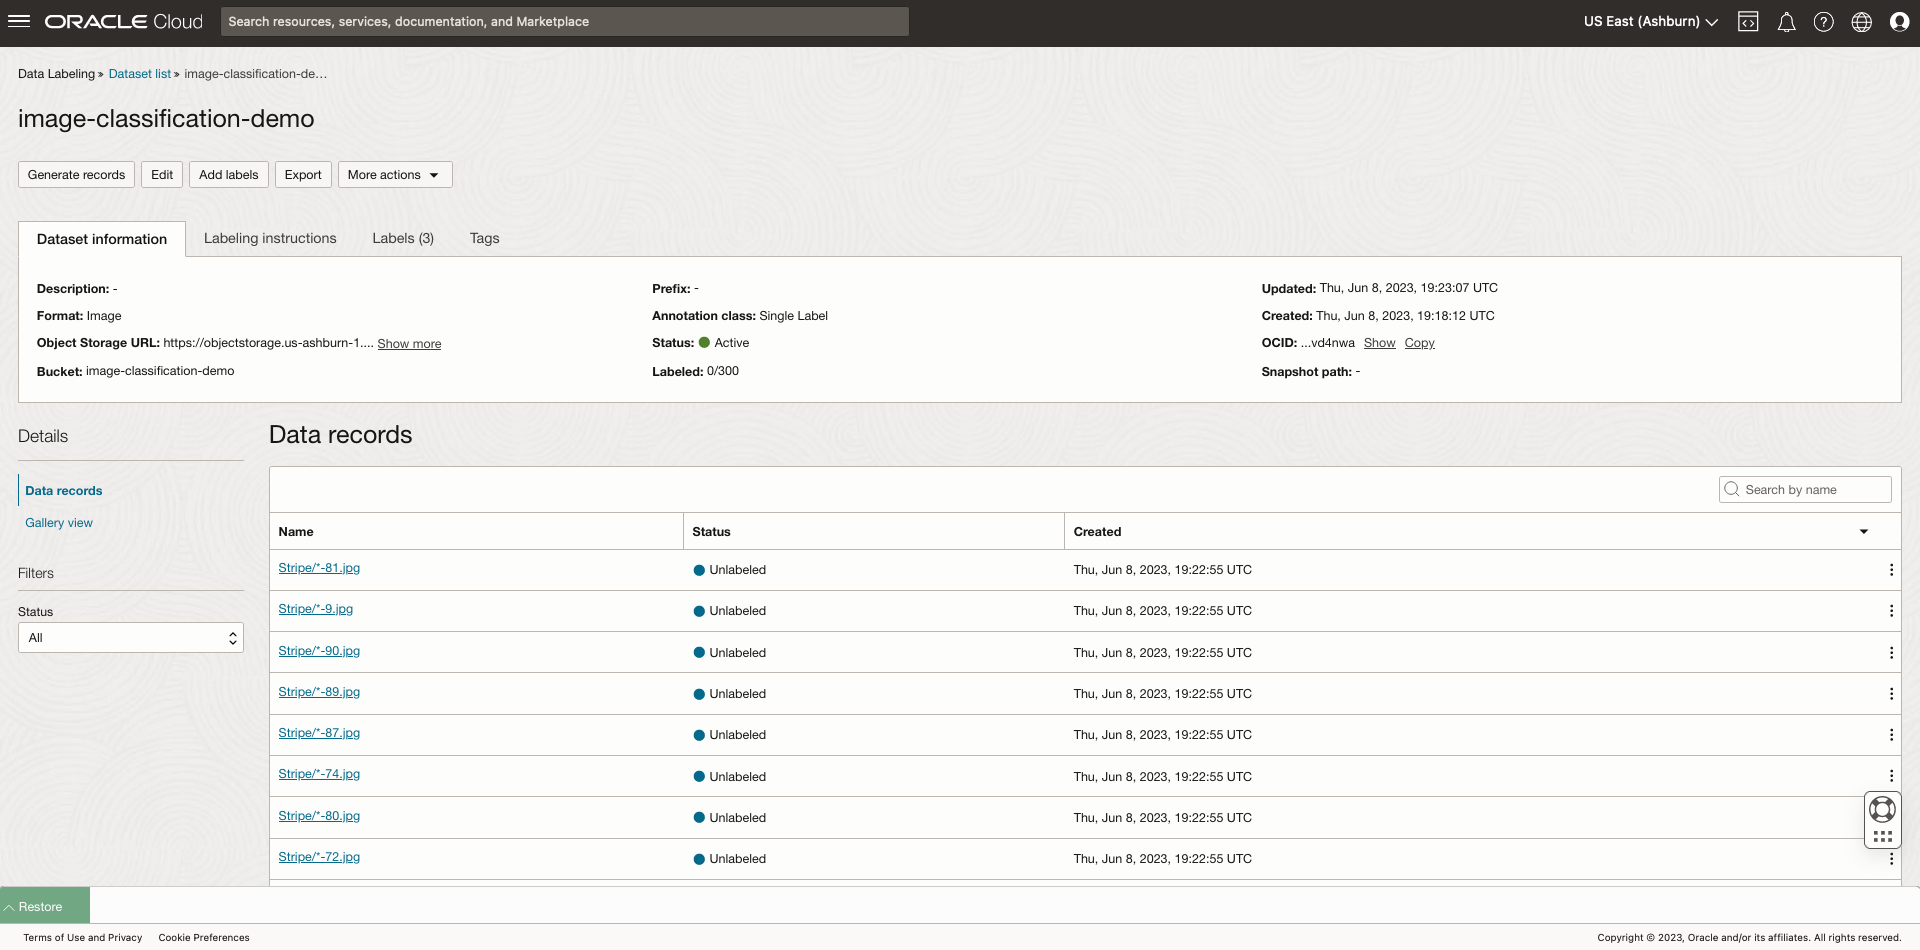 ORACLE Cloud
Search resources, services, documentation, and Marketplace
US East (Ashburn)
Data Labeling » Dataset list » image-classification-de...
image-classification-demo
Generate records Edit Add labels Export More actions
Dataset information Labeling instructions Labels (3) Tags
Description: - Prefix: - Updated: Thu, Jun 8, 2023, 19:23:07 UTC
Format: Image Annotation class: Single Label Created: Thu, Jun 8, 2023, 19:18:12 UTC
Object Storage URL: https://objectstorage.us-ashburn-1.... Show more Status: Active OCID: ...vd4nwa Show Copy
Bucket: image-classification-demo Labeled: 0/300 Snapshot path: -
Details
Data records
Gallery view
Filters
Status
All
Data records
Search by name
Name Status Created
Stripe/*-81.jpg Unlabeled Thu, Jun 8, 2023, 19:22:55 UTC
Stripe/*-9.jpg Unlabeled Thu, Jun 8, 2023, 19:22:55 UTC
Stripe/*-90.jpg Unlabeled Thu, Jun 8, 2023, 19:22:55 UTC
Stripe/*-89.jpg Unlabeled Thu, Jun 8, 2023, 19:22:55 UTC
Stripe/*-87.jpg Unlabeled Thu, Jun 8, 2023, 19:22:55 UTC
Stripe/*-74.jpg Unlabeled Thu, Jun 8, 2023, 19:22:55 UTC
Stripe/*-80.jpg Unlabeled Thu, Jun 8, 2023, 19:22:55 UTC
Stripe/*-72.jpg Unlabeled Thu, Jun 8, 2023, 19:22:55 UTC
Restore
Terms of Use and Privacy Cookie Preferences
Copyright © 2023, Oracle and/or its affiliates. All rights reserved.